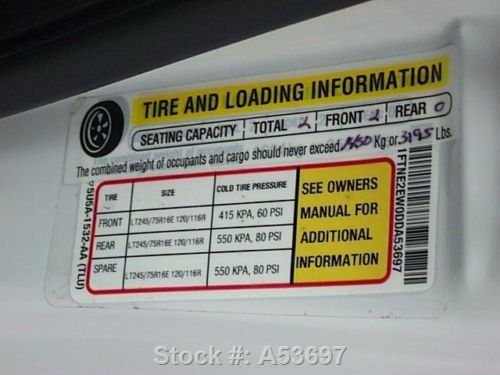 TIRE AND LOADING INFORMATION
SEATING CAPACITY TOTAL 2 FRONT 2 REAR 0
The combined weight of occupants and cargo should never exceed 1450 Kg or 3195 Lbs.
TIRE SIZE COLD TIRE PRESSURE
FRONT LT245/75R16E 120/116R 415 KPA, 60 PSI
REAR LT245/75R16E 120/116R 550 KPA, 80 PSI
SPARE LT245/75R16E 120/116R 550 KPA, 80 PSI
SEE OWNERS
MANUAL FOR
ADDITIONAL
INFORMATION
5U5A-1532-AA (TLU)
1FTNE2EW0DDA53697
Stock #: A53697